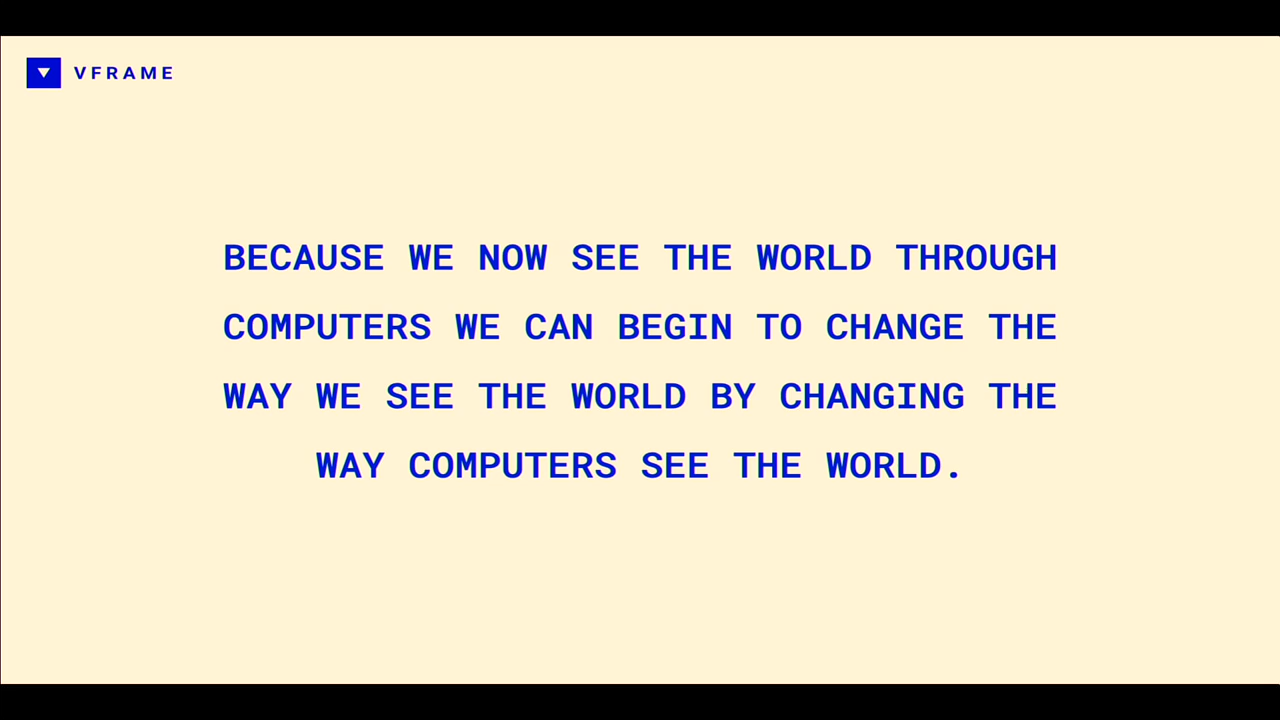 VFRAME
BECAUSE WE NOW SEE THE WORLD THROUGH
COMPUTERS WE CAN BEGIN TO CHANGE THE
WAY WE SEE THE WORLD BY CHANGING THE
WAY COMPUTERS SEE THE WORLD.